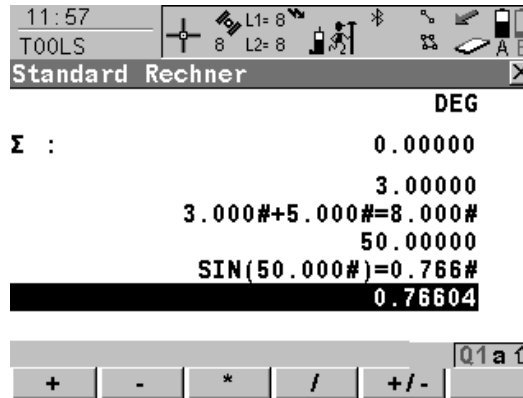 11:57
TOOLS
L1= 8
8 L2= 8
A
Standard Rechner
X
DEG
Σ : 0.00000
3.00000
3.000#+5.000#=8.000#
50.00000
SIN(50.000#)=0.766#
0.76604
Q1 a ⇧
+ - * / +/-